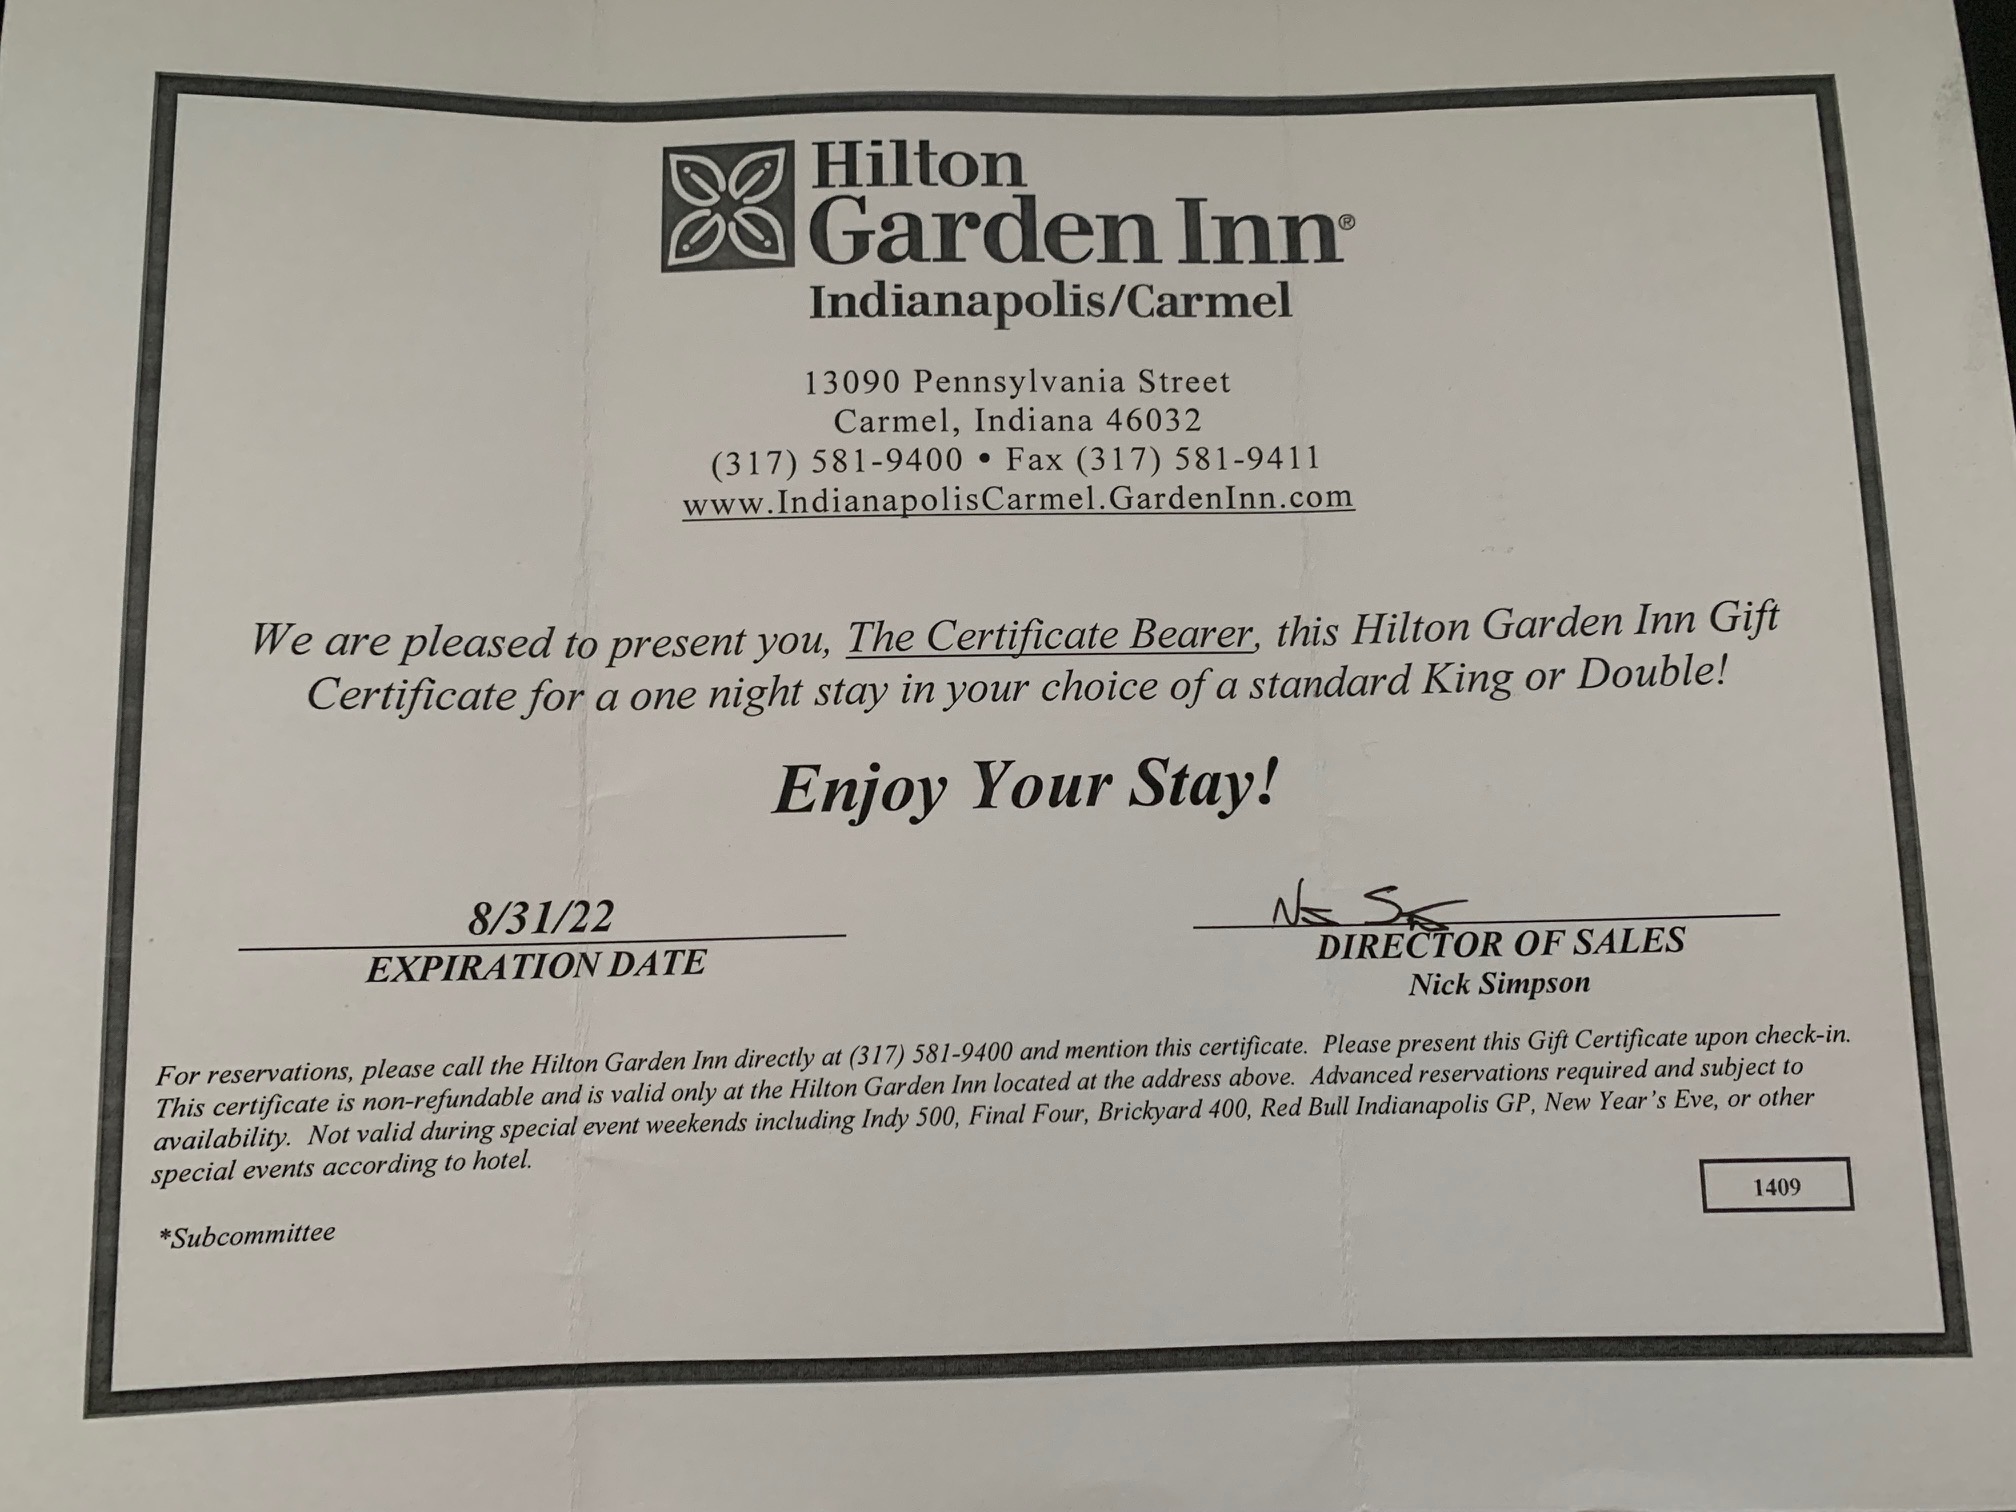 Hilton
Garden Inn®
Indianapolis/Carmel
13090 Pennsylvania Street
Carmel, Indiana 46032
(317) 581-9400 • Fax (317) 581-9411
www.IndianapolisCarmel.GardenInn.com
We are pleased to present you, The Certificate Bearer, this Hilton Garden Inn Gift
Certificate for a one night stay in your choice of a standard King or Double!
Enjoy Your Stay!
8/31/22
EXPIRATION DATE
DIRECTOR OF SALES
Nick Simpson
For reservations, please call the Hilton Garden Inn directly at (317) 581-9400 and mention this certificate. Please present this Gift Certificate upon check-in.
This certificate is non-refundable and is valid only at the Hilton Garden Inn located at the address above. Advanced reservations required and subject to
availability. Not valid during special event weekends including Indy 500, Final Four, Brickyard 400, Red Bull Indianapolis GP, New Year's Eve, or other
special events according to hotel.
1409
*Subcommittee